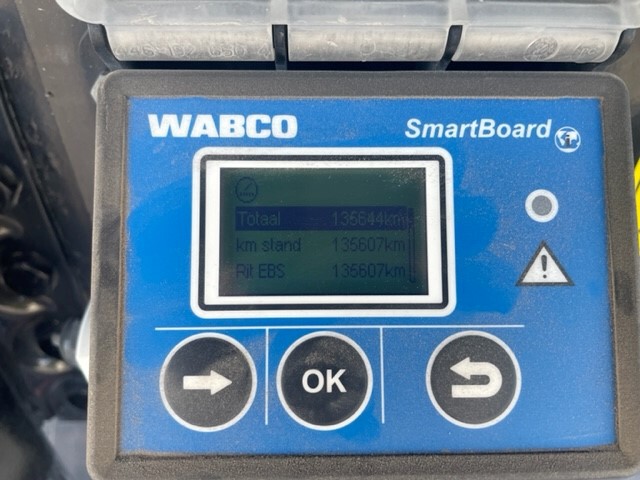 WABCO
SmartBoard
Totaal 135644km
km stand 135607km
Rit EBS 135607km
OK